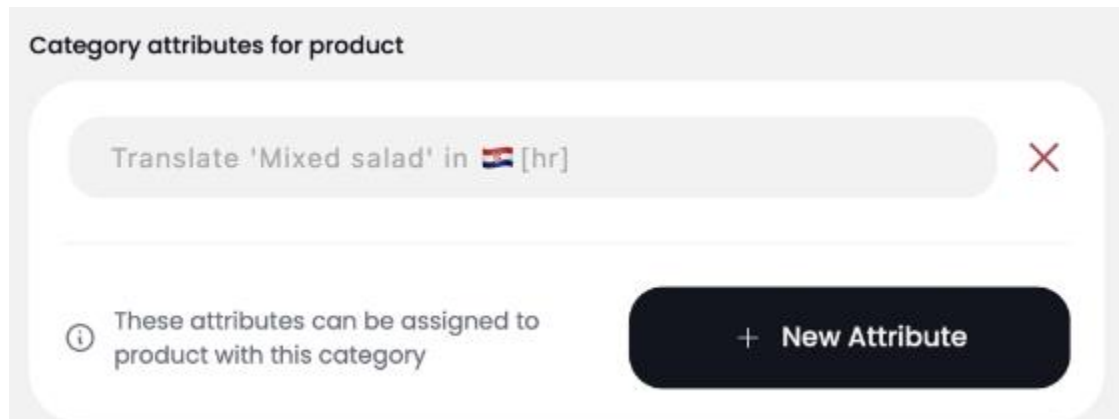 Category attributes for product
Translate 'Mixed salad' in 🇭🇷 [hr]
These attributes can be assigned to
product with this category
+ New Attribute